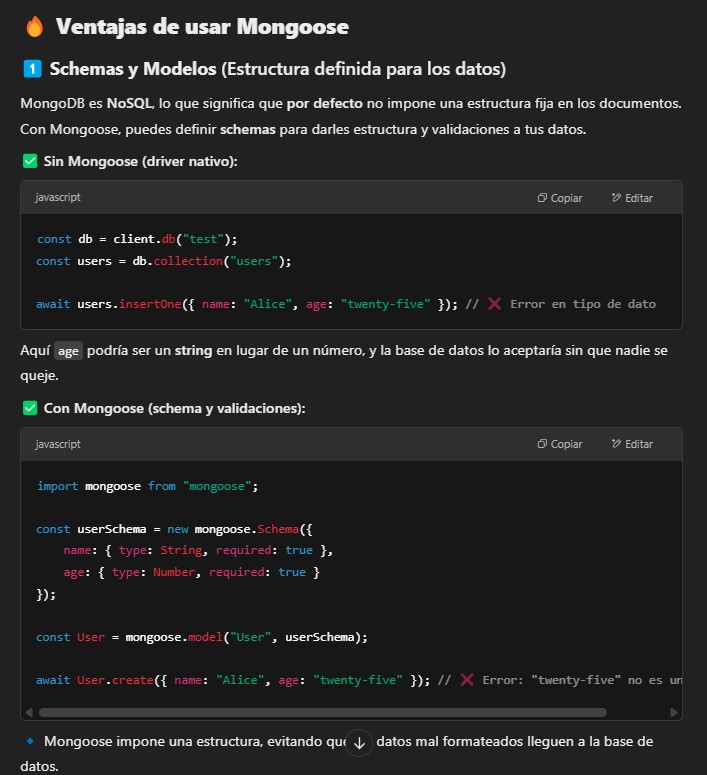 🔥 Ventajas de usar Mongoose
1️⃣ Schemas y Modelos (Estructura definida para los datos)
MongoDB es NoSQL, lo que significa que por defecto no impone una estructura fija en los documentos.
Con Mongoose, puedes definir schemas para darles estructura y validaciones a tus datos.
✅ Sin Mongoose (driver nativo):
javascript Copiar Editar
const db = client.db("test");
const users = db.collection("users");
await users.insertOne({ name: "Alice", age: "twenty-five" }); // ❌ Error en tipo de dato
Aquí age podría ser un string en lugar de un número, y la base de datos lo aceptaría sin que nadie se
queje.
✅ Con Mongoose (schema y validaciones):
javascript Copiar Editar
import mongoose from "mongoose";
const userSchema = new mongoose.Schema({
    name: { type: String, required: true },
    age: { type: Number, required: true }
});
const User = mongoose.model("User", userSchema);
await User.create({ name: "Alice", age: "twenty-five" }); // ❌ Error: "twenty-five" no es un
🔹 Mongoose impone una estructura, evitando que datos mal formateados lleguen a la base de
datos.